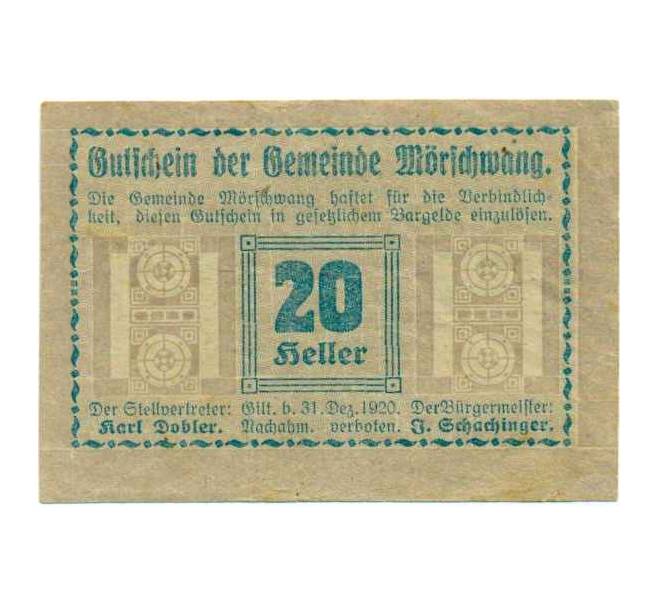 Gutschein der Gemeinde Mörschwang.
Die Gemeinde Mörschwang haftet für die Verbindlich-
keit, diesen Gutschein in gesetzlichem Bargelde einzulösen.
20
Heller
Der Stellvertreter: Gilt. b. 31. Dez. 1920. Der Bürgermeister:
Karl Dobler. Nachahm. verboten. J. Schachinger.